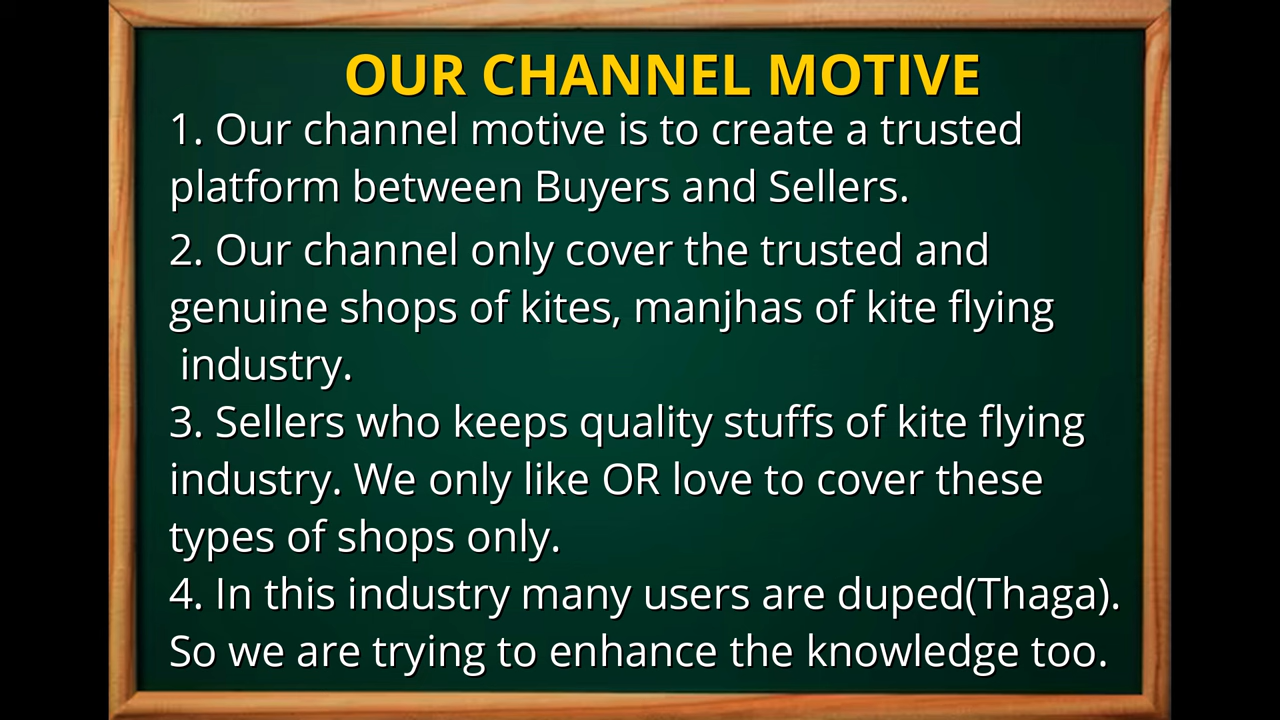 OUR CHANNEL MOTIVE
1. Our channel motive is to create a trusted
platform between Buyers and Sellers.
2. Our channel only cover the trusted and
genuine shops of kites, manjhas of kite flying
industry.
3. Sellers who keeps quality stuffs of kite flying
industry. We only like OR love to cover these
types of shops only.
4. In this industry many users are duped(Thaga).
So we are trying to enhance the knowledge too.